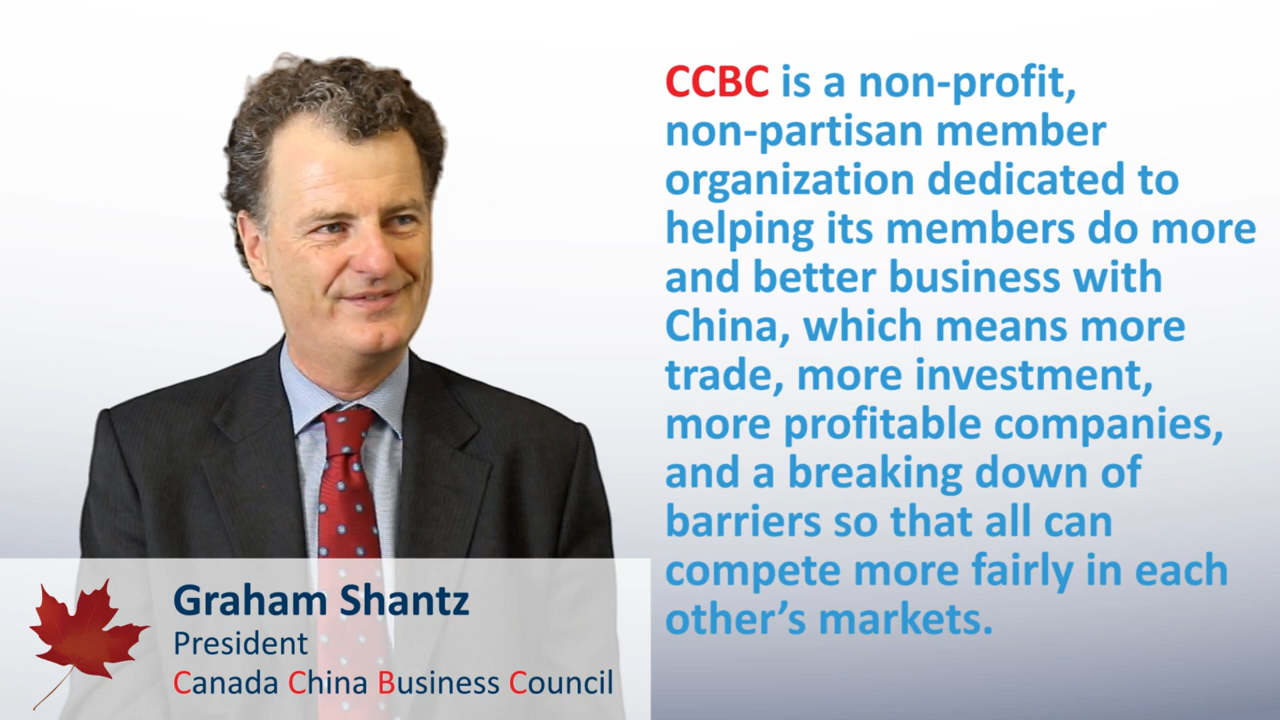 CCBC is a non-profit,
non-partisan member
organization dedicated to
helping its members do more
and better business with
China, which means more
trade, more investment,
more profitable companies,
and a breaking down of
barriers so that all can
compete more fairly in each
other’s markets.
Graham Shantz
President
Canada China Business Council